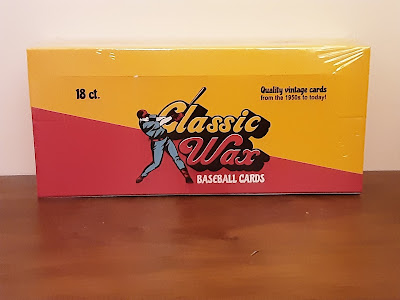 18 ct.
Quality vintage cards
from the 1950s to today!
Classic
Wax
BASEBALL CARDS